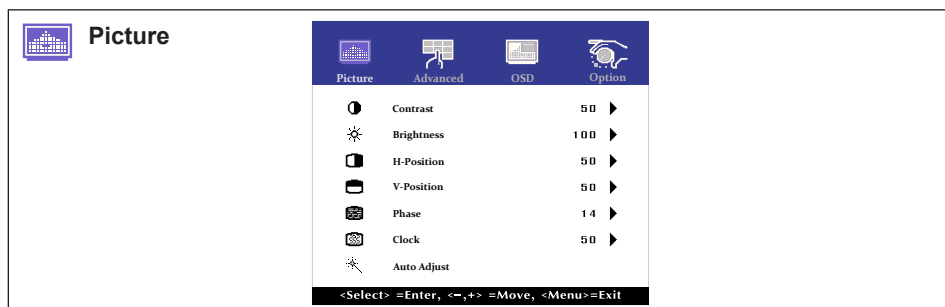 Picture
Picture Advanced OSD Option
Contrast 50
Brightness 100
H-Position 50
V-Position 50
Phase 14
Clock 50
Auto Adjust
<Select> =Enter, <-,+> =Move, <Menu>=Exit